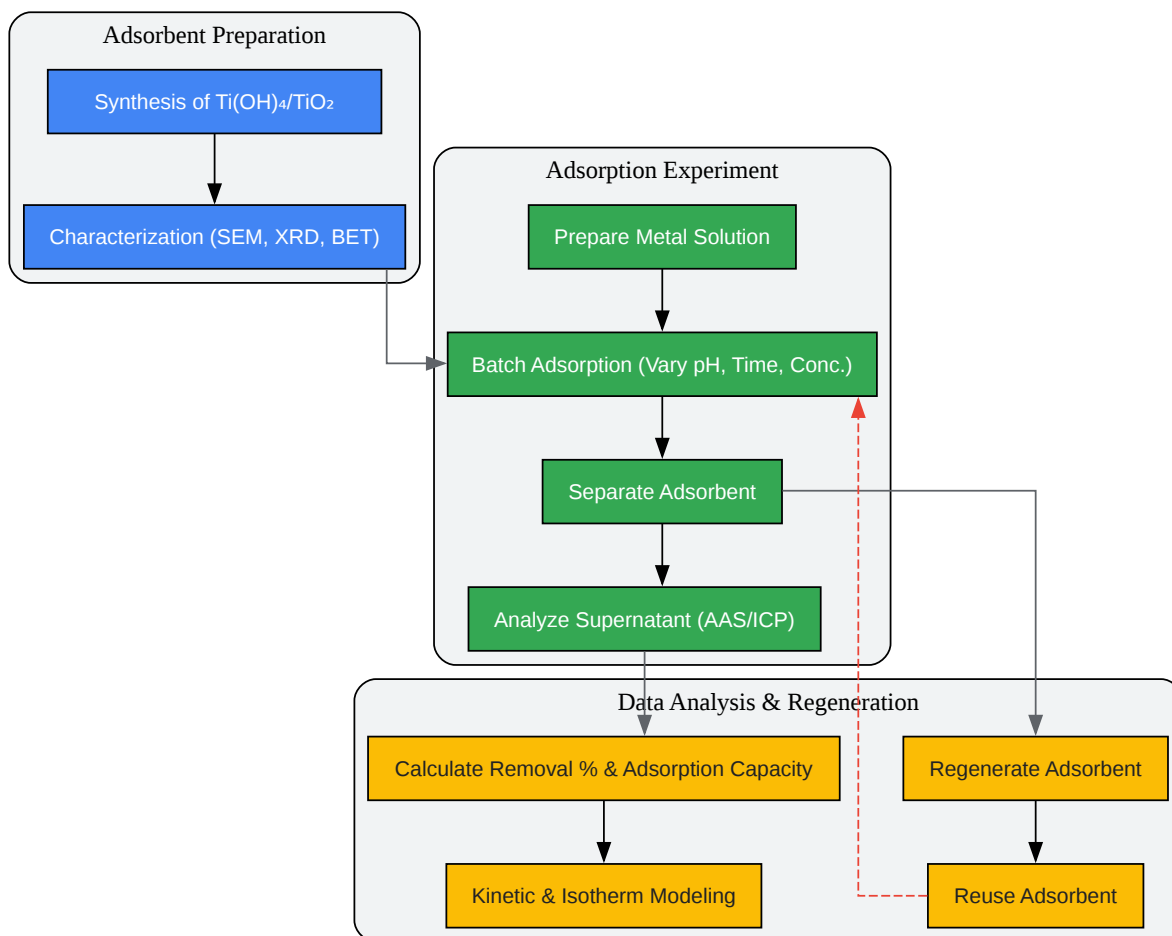 Adsorbent Preparation
Synthesis of Ti(OH)₄/TiO₂
Characterization (SEM, XRD, BET)
Adsorption Experiment
Prepare Metal Solution
Batch Adsorption (Vary pH, Time, Conc.)
Separate Adsorbent
Analyze Supernatant (AAS/ICP)
Data Analysis & Regeneration
Calculate Removal % & Adsorption Capacity
Regenerate Adsorbent
Kinetic & Isotherm Modeling
Reuse Adsorbent